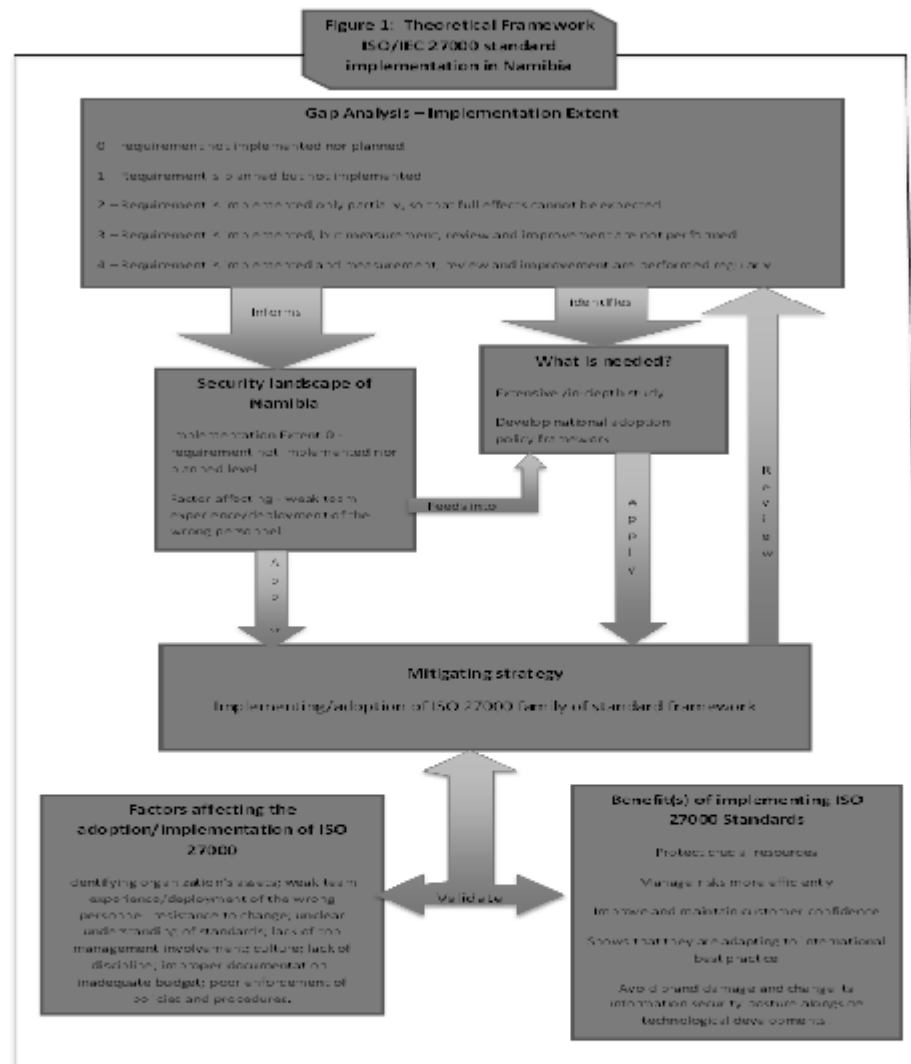 Figure 1: Theoretical Framework
ISO/IEC 27000 standard
implementation in Namibia
Gap Analysis – Implementation Extent
0 – requirement not implemented nor planned
1 – Requirement is planned but not implemented
2 – Requirement is implemented only partially, so that full effects cannot be expected
3 – Requirement is implemented, but measurement, review and improvement are not performed
4 – Requirement is implemented and measurement, review and improvement are performed regularly
Informs
identifies
Security landscape of
Namibia
Implementation Extent 0 -
requirement not implemented nor
planned level
Factor affecting - weak team
experience/deployment of the
wrong personnel
What is needed?
Extensive/in-depth study
Develop national adoption
policy framework
Feeds into
Apply
Apply
Review
Mitigating strategy
Implementing/adoption of ISO 27000 family of standard framework
Factors affecting the
adoption/implementation of ISO
27000
Identifying organization's assets; weak team
experience/deployment of the wrong
personnel; resistance to change; unclear
understanding of standards; lack of top
management involvement; culture; lack of
discipline; improper documentation
inadequate budget; poor enforcement of
policies and procedures.
Validate
Benefit(s) of implementing ISO
27000 Standards
Protect crucial resources
Manage risks more efficiently
Improve and maintain customer confidence
Shows that they are adapting to international
best practice
Avoid brand damage and change its
information security posture alongside
technological developments